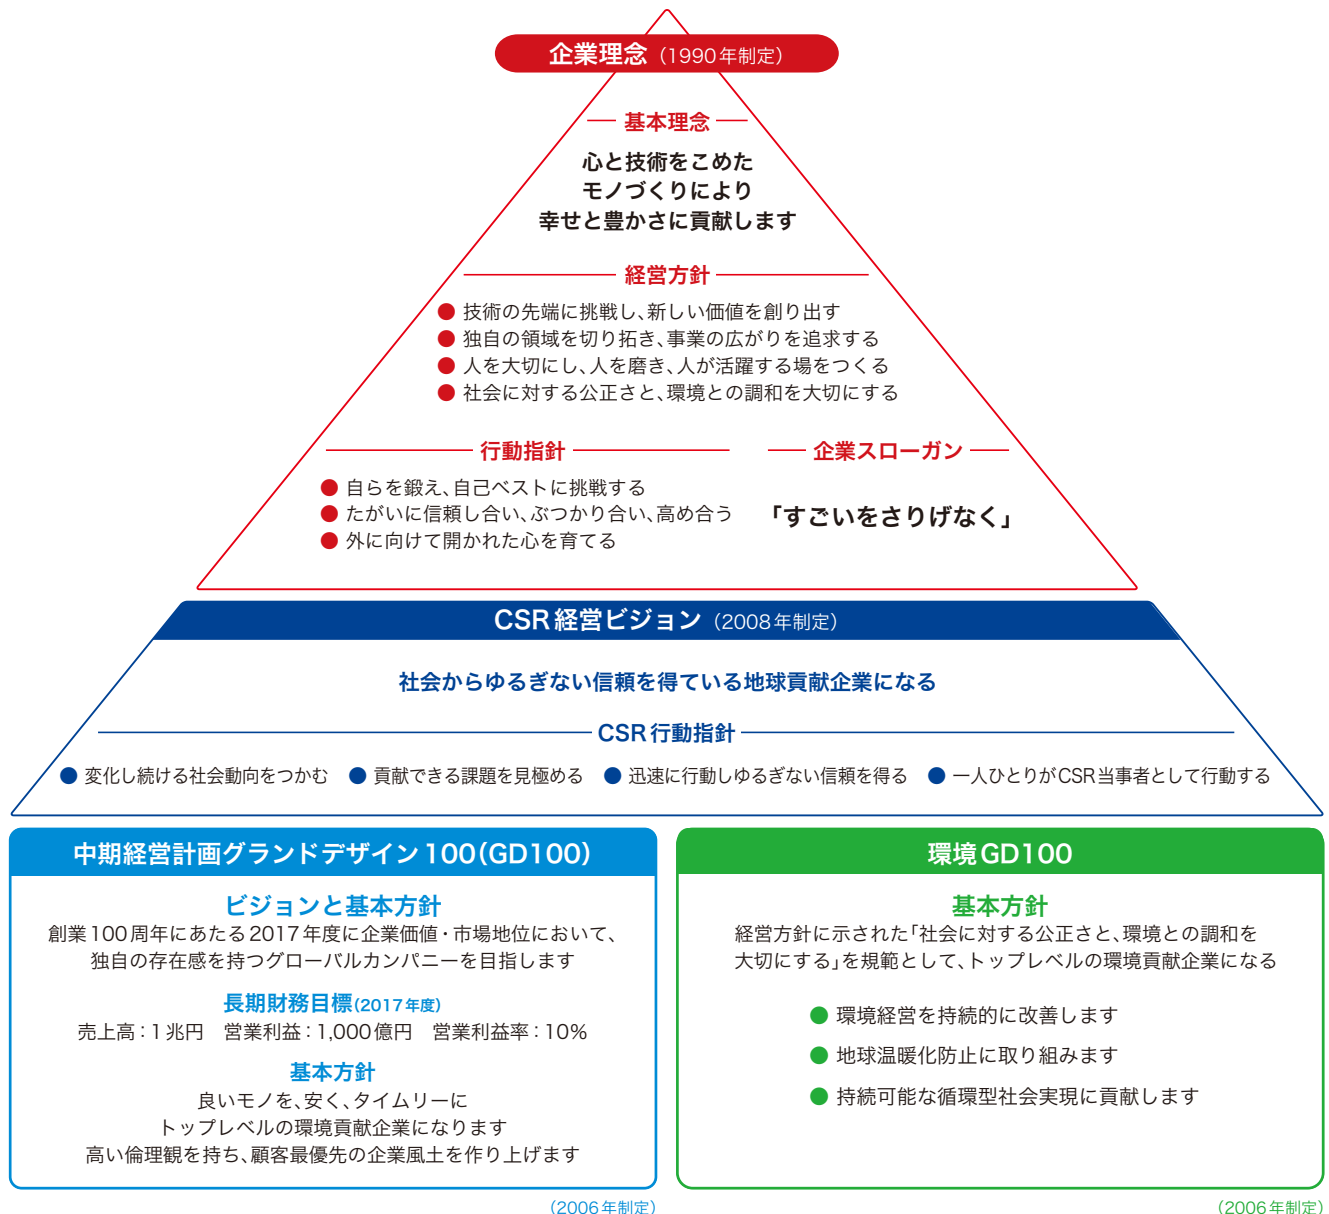 企業理念（1990年制定）
基本理念
心と技術をこめた
モノづくりにより
幸せと豊かさに貢献します
経営方針
● 技術の先端に挑戦し、新しい価値を創り出す
● 独自の領域を切り拓き、事業の広がりを追求する
● 人を大切にし、人を磨き、人が活躍する場をつくる
● 社会に対する公正さと、環境との調和を大切にする
行動指針
● 自らを鍛え、自己ベストに挑戦する
● たがいに信頼し合い、ぶつかり合い、高め合う
● 外に向けて開かれた心を育てる
企業スローガン
「すごいをさりげなく」
CSR経営ビジョン（2008年制定）
社会からゆるぎない信頼を得ている地球貢献企業になる
CSR行動指針
● 変化し続ける社会動向をつかむ ● 貢献できる課題を見極める ● 迅速に行動しゆるぎない信頼を得る ● 一人ひとりがCSR当事者として行動する
中期経営計画グランドデザイン100（GD100）
ビジョンと基本方針
創業100周年にあたる2017年度に企業価値・市場地位において、
独自の存在感を持つグローバルカンパニーを目指します
長期財務目標（2017年度）
売上高：1兆円　営業利益：1,000億円　営業利益率：10%
基本方針
良いモノを、安く、タイムリーに
トップレベルの環境貢献企業になります
高い倫理観を持ち、顧客最優先の企業風土を作り上げます
（2006年制定）
環境GD100
基本方針
経営方針に示された「社会に対する公正さと、環境との調和を
大切にする」を規範として、トップレベルの環境貢献企業になる
● 環境経営を持続的に改善します
● 地球温暖化防止に取り組みます
● 持続可能な循環型社会実現に貢献します
（2006年制定）